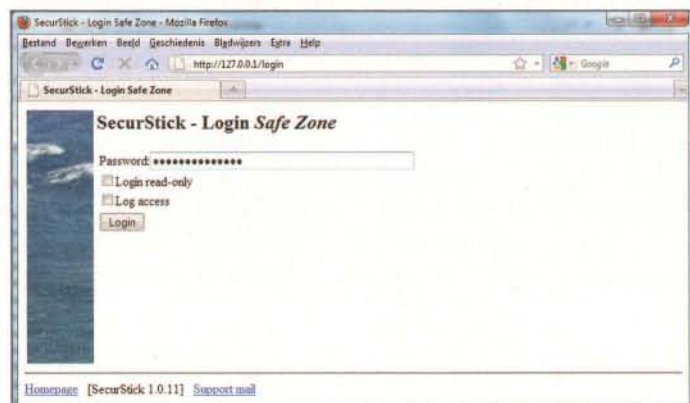 SecurStick - Login Safe Zone - Mozilla Firefox
Bestand Bewerken Beeld Geschiedenis Bladwijzers Extra Help
http://127.0.0.1/login
Google
SecurStick - Login Safe Zone
SecurStick - Login Safe Zone
Password: ••••••••••••••
Login read-only
Log access
Login
Homepage [SecurStick 1.0.11] Support mail